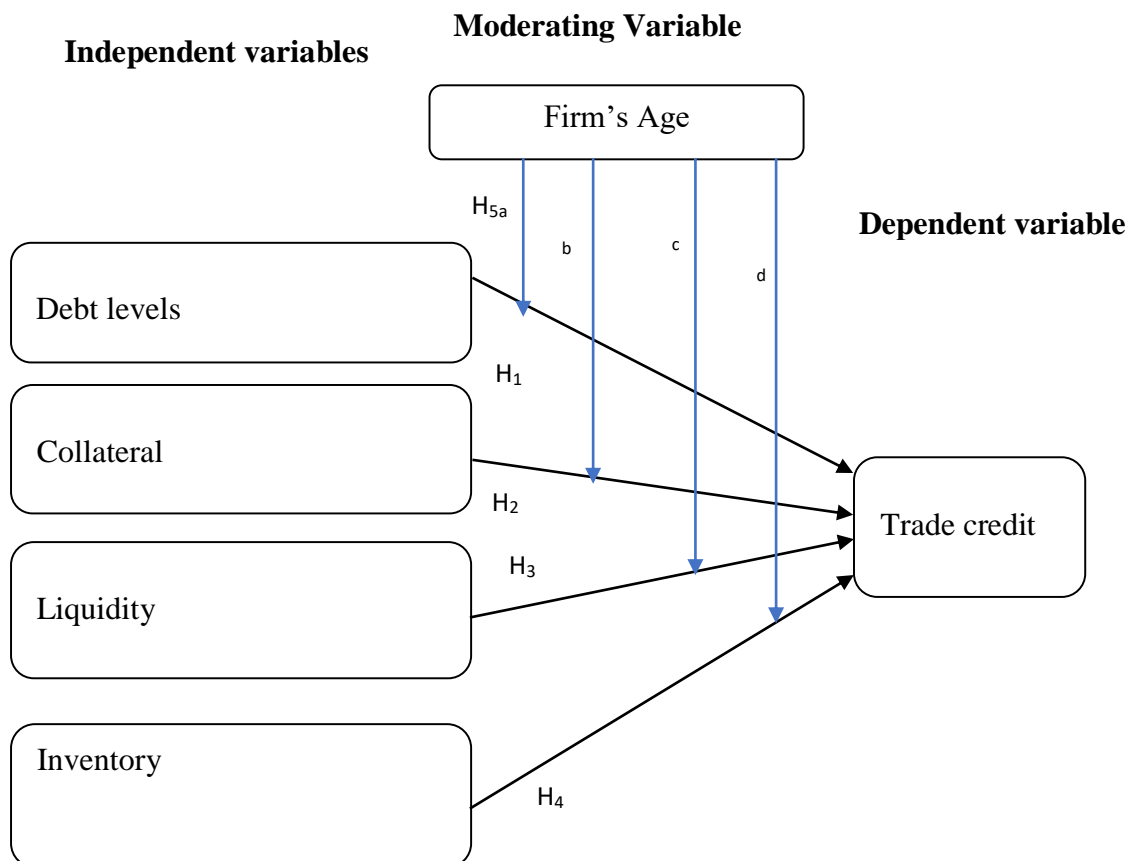 Moderating Variable
Independent variables
Firm’s Age
H5a
b
c
d
Dependent variable
Debt levels
H1
Collateral
H2
Trade credit
H3
Liquidity
Inventory
H4